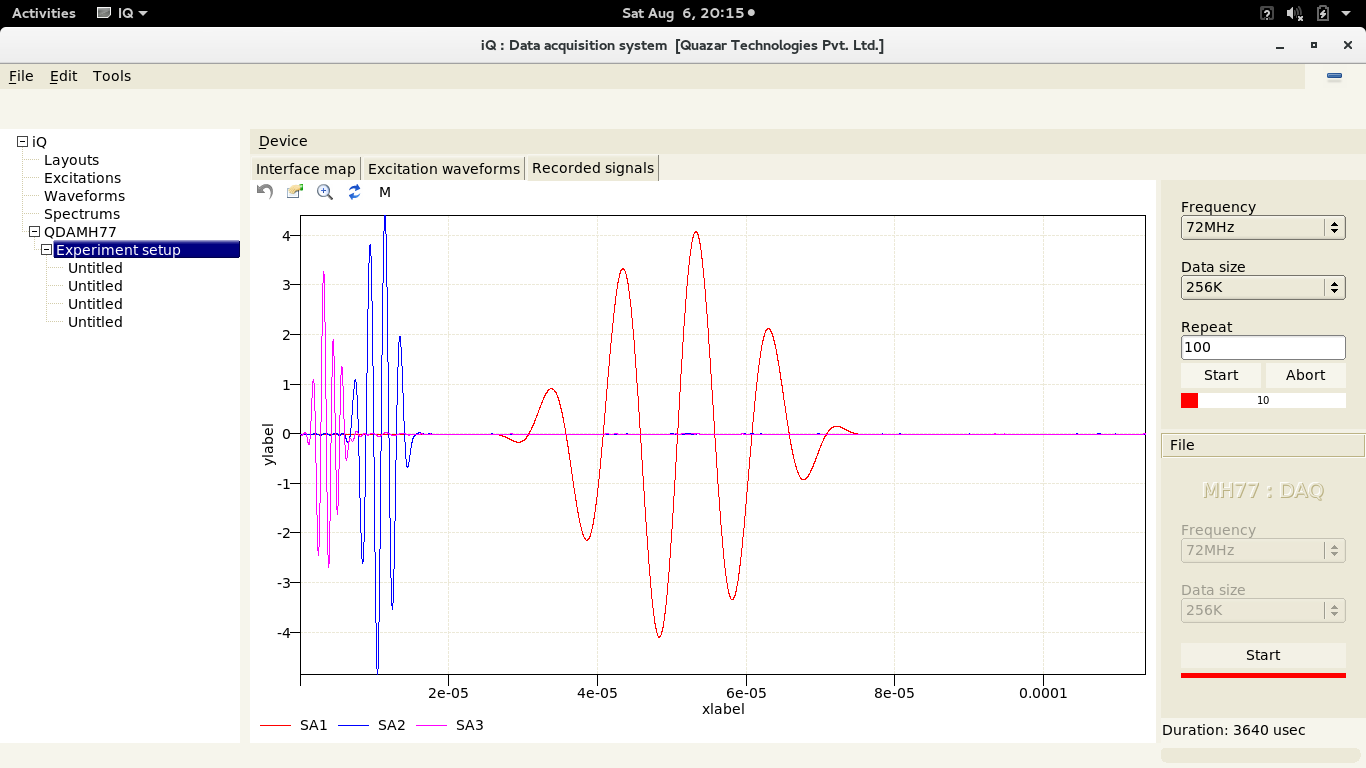 Activities IQ Sat Aug 6, 20:15
iQ : Data acquisition system [Quazar Technologies Pvt. Ltd.]
File Edit Tools
iQ
Layouts
Excitations
Waveforms
Spectrums
QDAMH77
Experiment setup
Untitled
Untitled
Untitled
Untitled
Device
Interface map Excitation waveforms Recorded signals
M
ylabel
4
3
2
1
0
-1
-2
-3
-4
2e-05 4e-05 6e-05 8e-05 0.0001
xlabel
SA1 SA2 SA3
Frequency
72MHz
Data size
256K
Repeat
100
Start Abort
10
File
MH77 : DAQ
Frequency
72MHz
Data size
256K
Start
Duration: 3640 usec